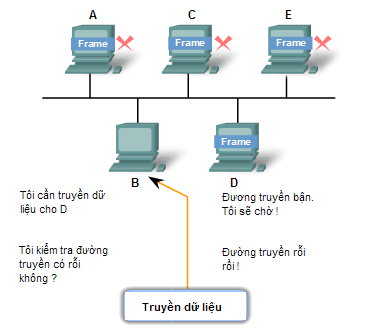 A
C
E
Frame
Frame
Frame
Frame
B
D
Tôi cần truyền dữ
liệu cho D
Đương truyền bận.
Tôi sẽ chờ !
Tôi kiểm tra đường
truyền có rỗi
không ?
Đường truyền rỗi
rồi !
Truyền dữ liệu